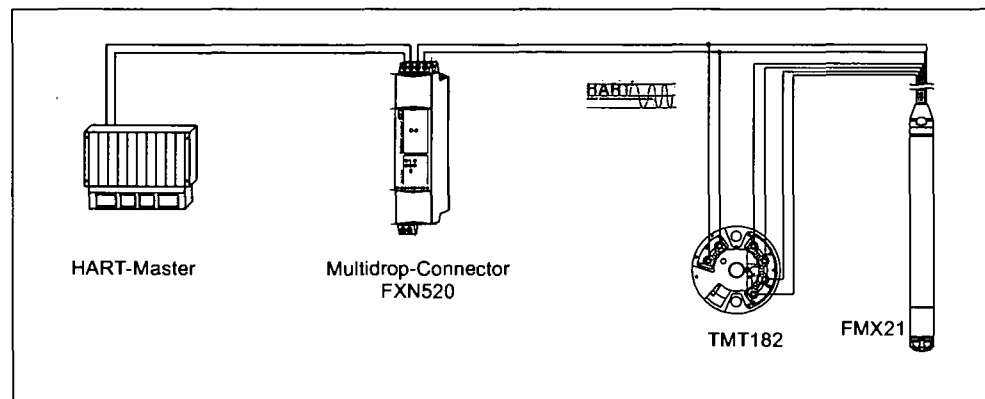 HART
HART-Master
Multidrop-Connector
FXN520
TMT182
FMX21